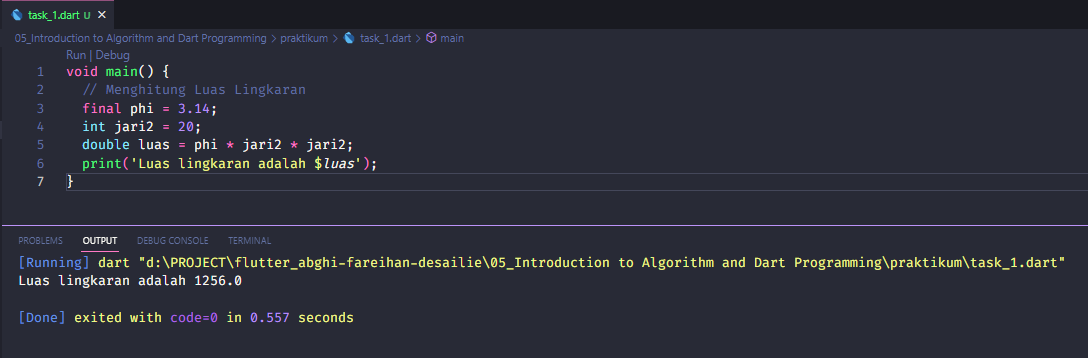 task_1.dart U ×
05_Introduction to Algorithm and Dart Programming > praktikum > task_1.dart > main
Run | Debug
1 void main() {
2 // Menghitung Luas Lingkaran
3 final phi = 3.14;
4 int jari2 = 20;
5 double luas = phi * jari2 * jari2;
6 print('Luas lingkaran adalah $luas');
7 }
PROBLEMS OUTPUT DEBUG CONSOLE TERMINAL
[Running] dart "d:\PROJECT\flutter_abghi-fareihan-desailie\05_Introduction to Algorithm and Dart Programming\praktikum\task_1.dart"
Luas lingkaran adalah 1256.0
[Done] exited with code=0 in 0.557 seconds